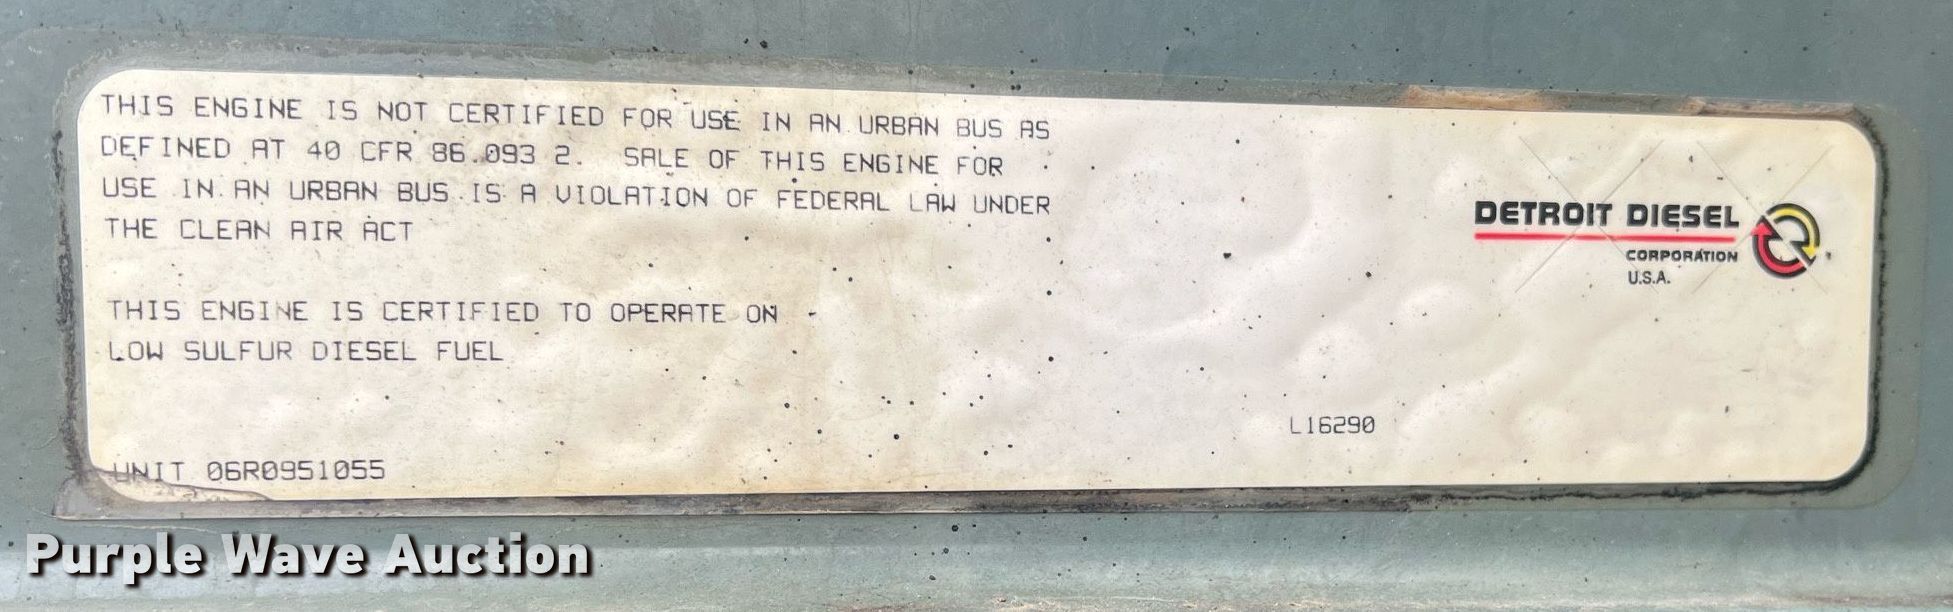 THIS ENGINE IS NOT CERTIFIED FOR USE IN AN URBAN BUS AS
DEFINED AT 40 CFR 86.093 2. SALE OF THIS ENGINE FOR
USE IN AN URBAN BUS IS A VIOLATION OF FEDERAL LAW UNDER
THE CLEAN AIR ACT
THIS ENGINE IS CERTIFIED TO OPERATE ON
LOW SULFUR DIESEL FUEL
DETROIT DIESEL
CORPORATION
U.S.A.
L16290
UNIT 06R0951055
Purple Wave Auction